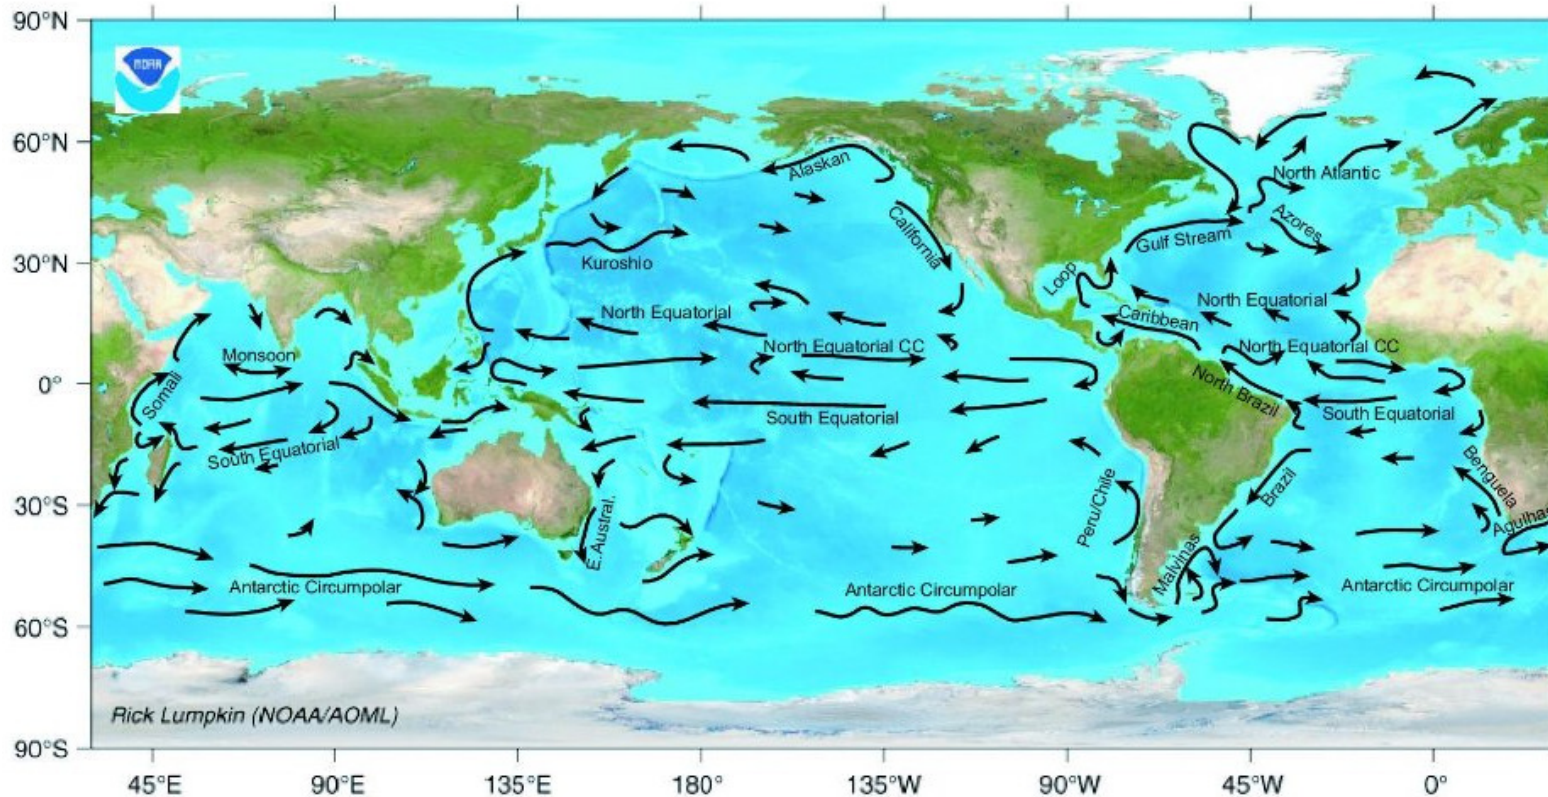 90°N
NOAA
60°N
Alaskan
North Atlantic
California
Azores
Gulf Stream
30°N
Kuroshio
Loop
North Equatorial
North Equatorial
Caribbean
Monsoon
North Equatorial CC
North Equatorial CC
0°
Somali
North Brazil
South Equatorial
South Equatorial
South Equatorial
Benguela
Brazil
30°S
Peru/Chile
E. Austral.
Agulhas
Malvinas
Antarctic Circumpolar
Antarctic Circumpolar
Antarctic Circumpolar
60°S
Rick Lumpkin (NOAA/AOML)
90°S
45°E
90°E
135°E
180°
135°W
90°W
45°W
0°